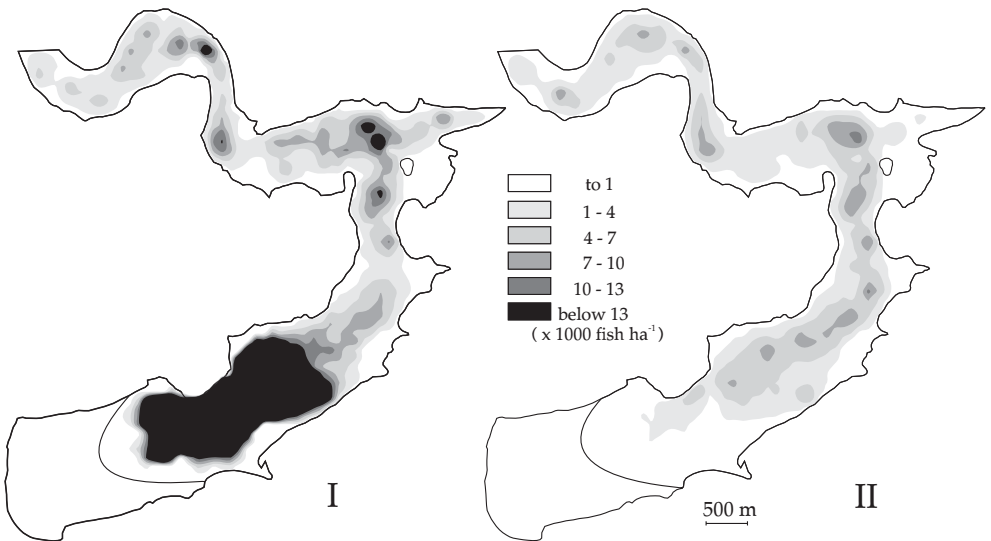 to 1
1 - 4
4 - 7
7 - 10
10 - 13
below 13
( x 1000 fish ha-1)
I
II
500 m